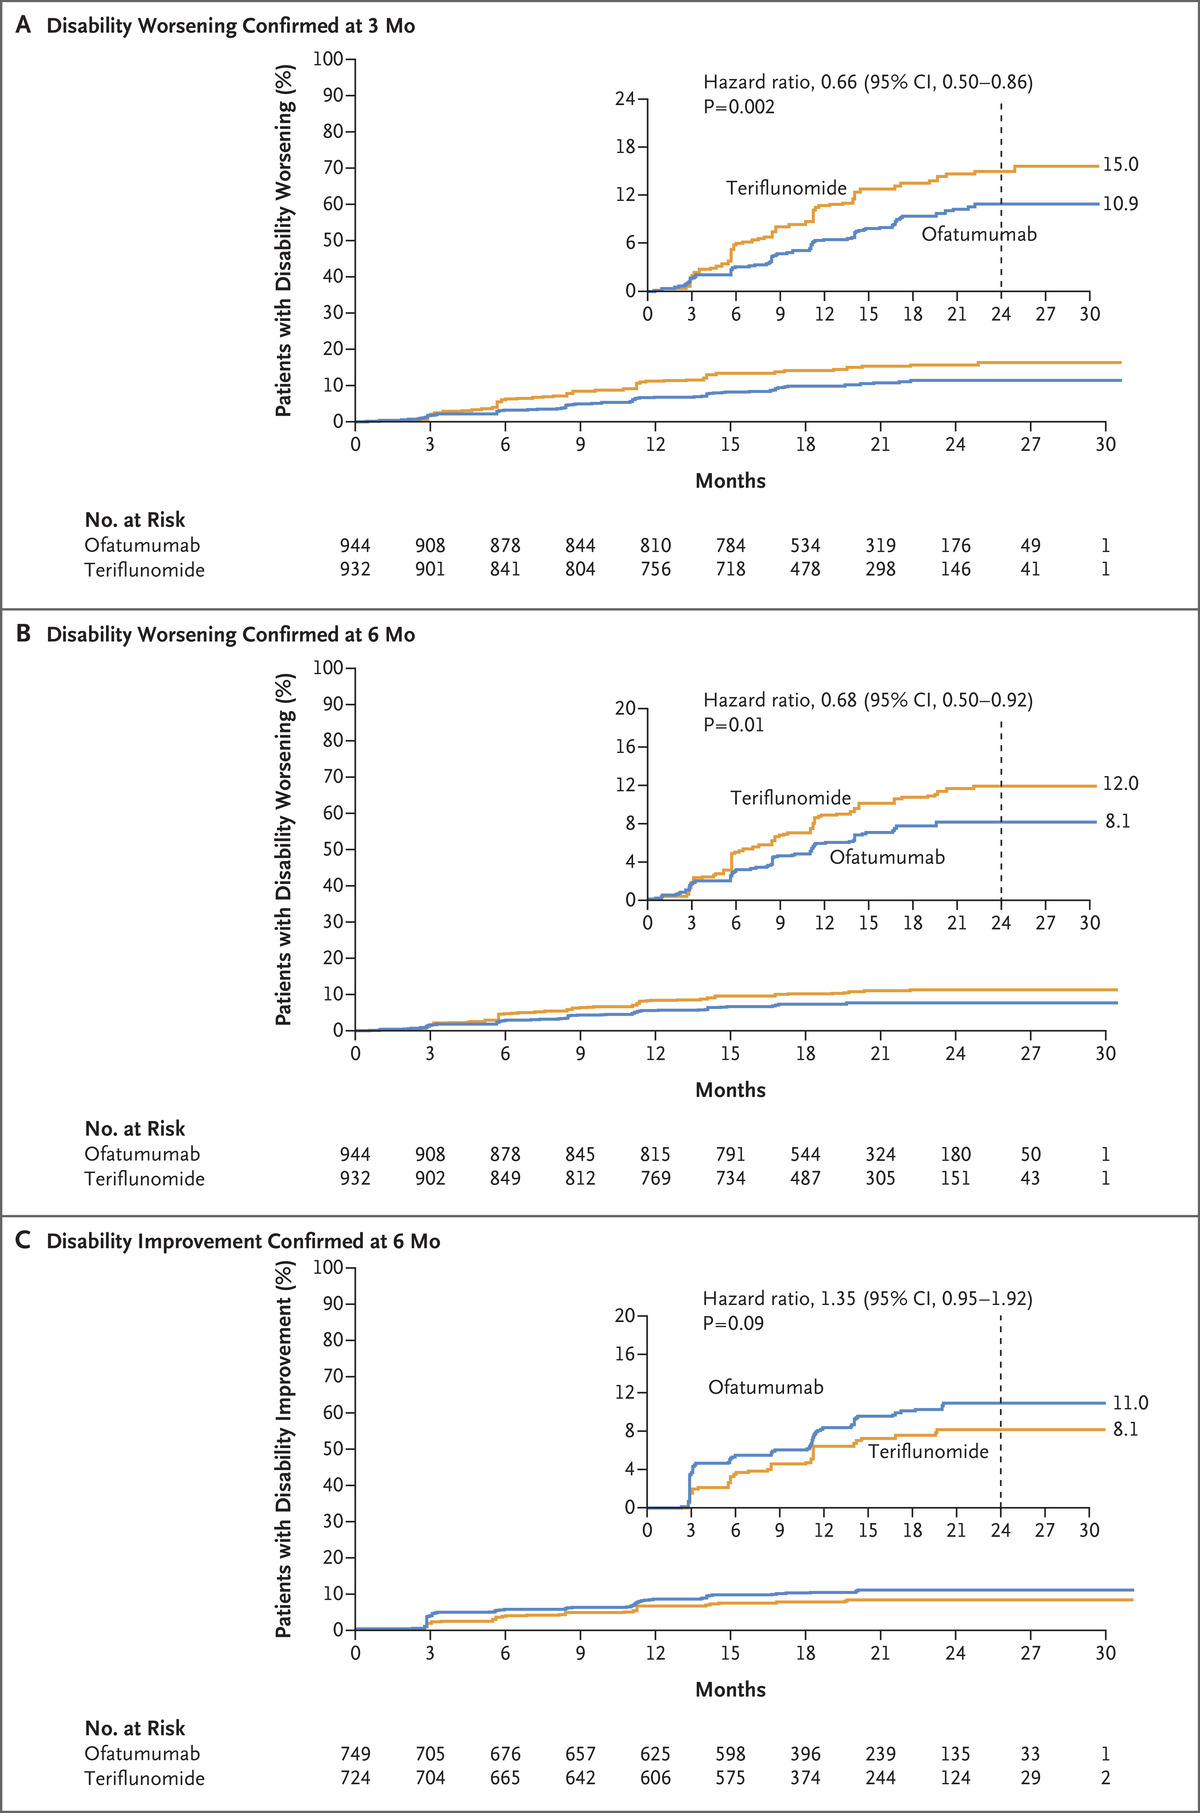 A Disability Worsening Confirmed at 3 Mo
Patients with Disability Worsening (%)
100
90
80
70
60
50
40
30
20
10
0
Hazard ratio, 0.66 (95% CI, 0.50–0.86)
P=0.002
24
18
12
6
0
Teriflunomide
Ofatumumab
15.0
10.9
0 3 6 9 12 15 18 21 24 27 30
0 3 6 9 12 15 18 21 24 27 30
Months
No. at Risk
Ofatumumab 944 908 878 844 810 784 534 319 176 49 1
Teriflunomide 932 901 841 804 756 718 478 298 146 41 1
B Disability Worsening Confirmed at 6 Mo
Patients with Disability Worsening (%)
100
90
80
70
60
50
40
30
20
10
0
Hazard ratio, 0.68 (95% CI, 0.50–0.92)
P=0.01
20
16
12
8
4
0
Teriflunomide
Ofatumumab
12.0
8.1
0 3 6 9 12 15 18 21 24 27 30
0 3 6 9 12 15 18 21 24 27 30
Months
No. at Risk
Ofatumumab 944 908 878 845 815 791 544 324 180 50 1
Teriflunomide 932 902 849 812 769 734 487 305 151 43 1
C Disability Improvement Confirmed at 6 Mo
Patients with Disability Improvement (%)
100
90
80
70
60
50
40
30
20
10
0
Hazard ratio, 1.35 (95% CI, 0.95–1.92)
P=0.09
20
16
12
8
4
0
Ofatumumab
Teriflunomide
11.0
8.1
0 3 6 9 12 15 18 21 24 27 30
0 3 6 9 12 15 18 21 24 27 30
Months
No. at Risk
Ofatumumab 749 705 676 657 625 598 396 239 135 33 1
Teriflunomide 724 704 665 642 606 575 374 244 124 29 2